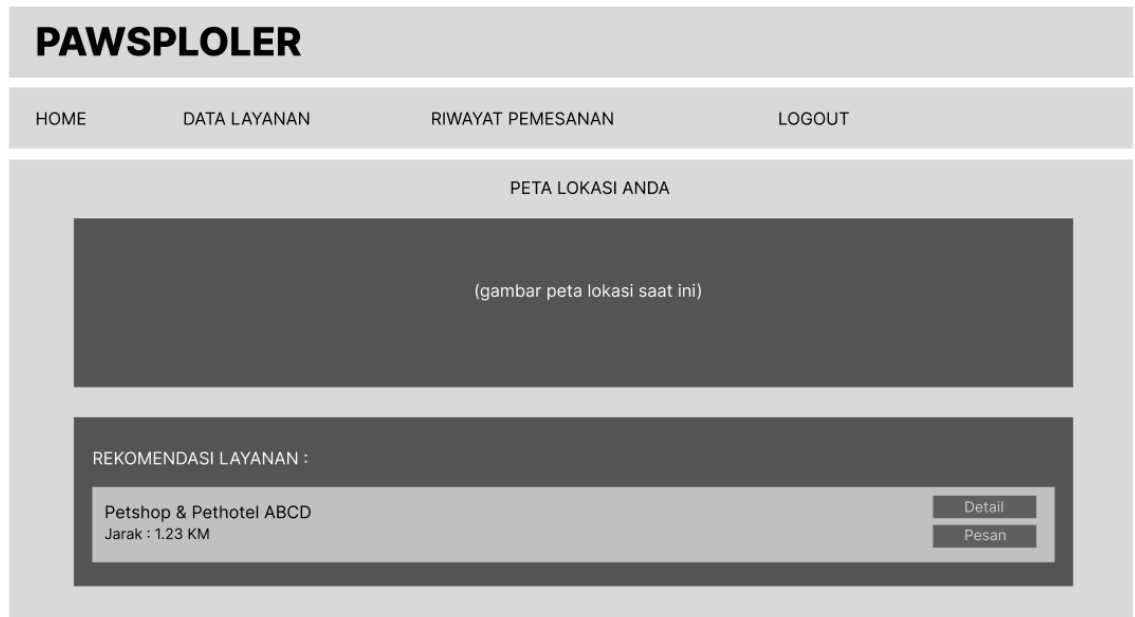 PAWSPLOLER
HOME DATA LAYANAN RIWAYAT PEMESANAN LOGOUT
PETA LOKASI ANDA
(gambar peta lokasi saat ini)
REKOMENDASI LAYANAN :
Petshop & Pethotel ABCD
Jarak : 1.23 KM
Detail
Pesan